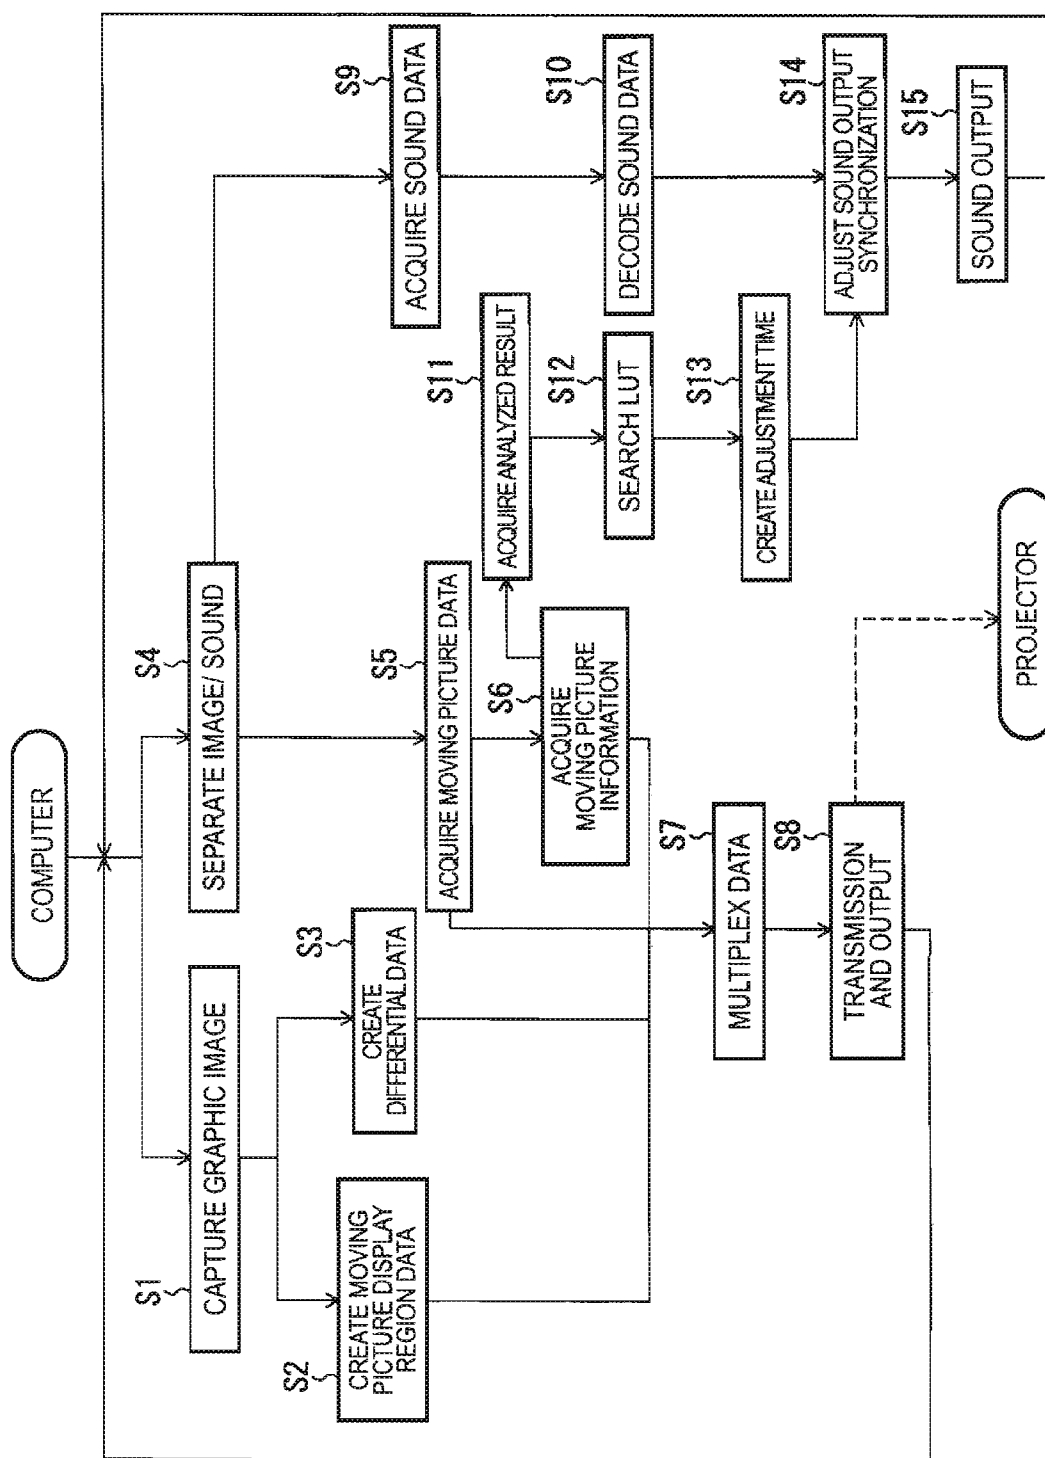 COMPUTER
S1
CAPTURE GRAPHIC IMAGE
S2
CREATE MOVING
PICTURE DISPLAY
REGION DATA
S3
CREATE
DIFFERENTIAL DATA
S4
SEPARATE IMAGE/ SOUND
S5
ACQUIRE MOVING PICTURE DATA
S6
ACQUIRE
MOVING PICTURE
INFORMATION
S7
MULTIPLEX DATA
S8
TRANSMISSION
AND OUTPUT
S9
ACQUIRE SOUND DATA
S10
DECODE SOUND DATA
S11
ACQUIRE ANALYZED RESULT
S12
SEARCH LUT
S13
CREATE ADJUSTMENT TIME
S14
ADJUST SOUND OUTPUT
SYNCHRONIZATION
S15
SOUND OUTPUT
PROJECTOR